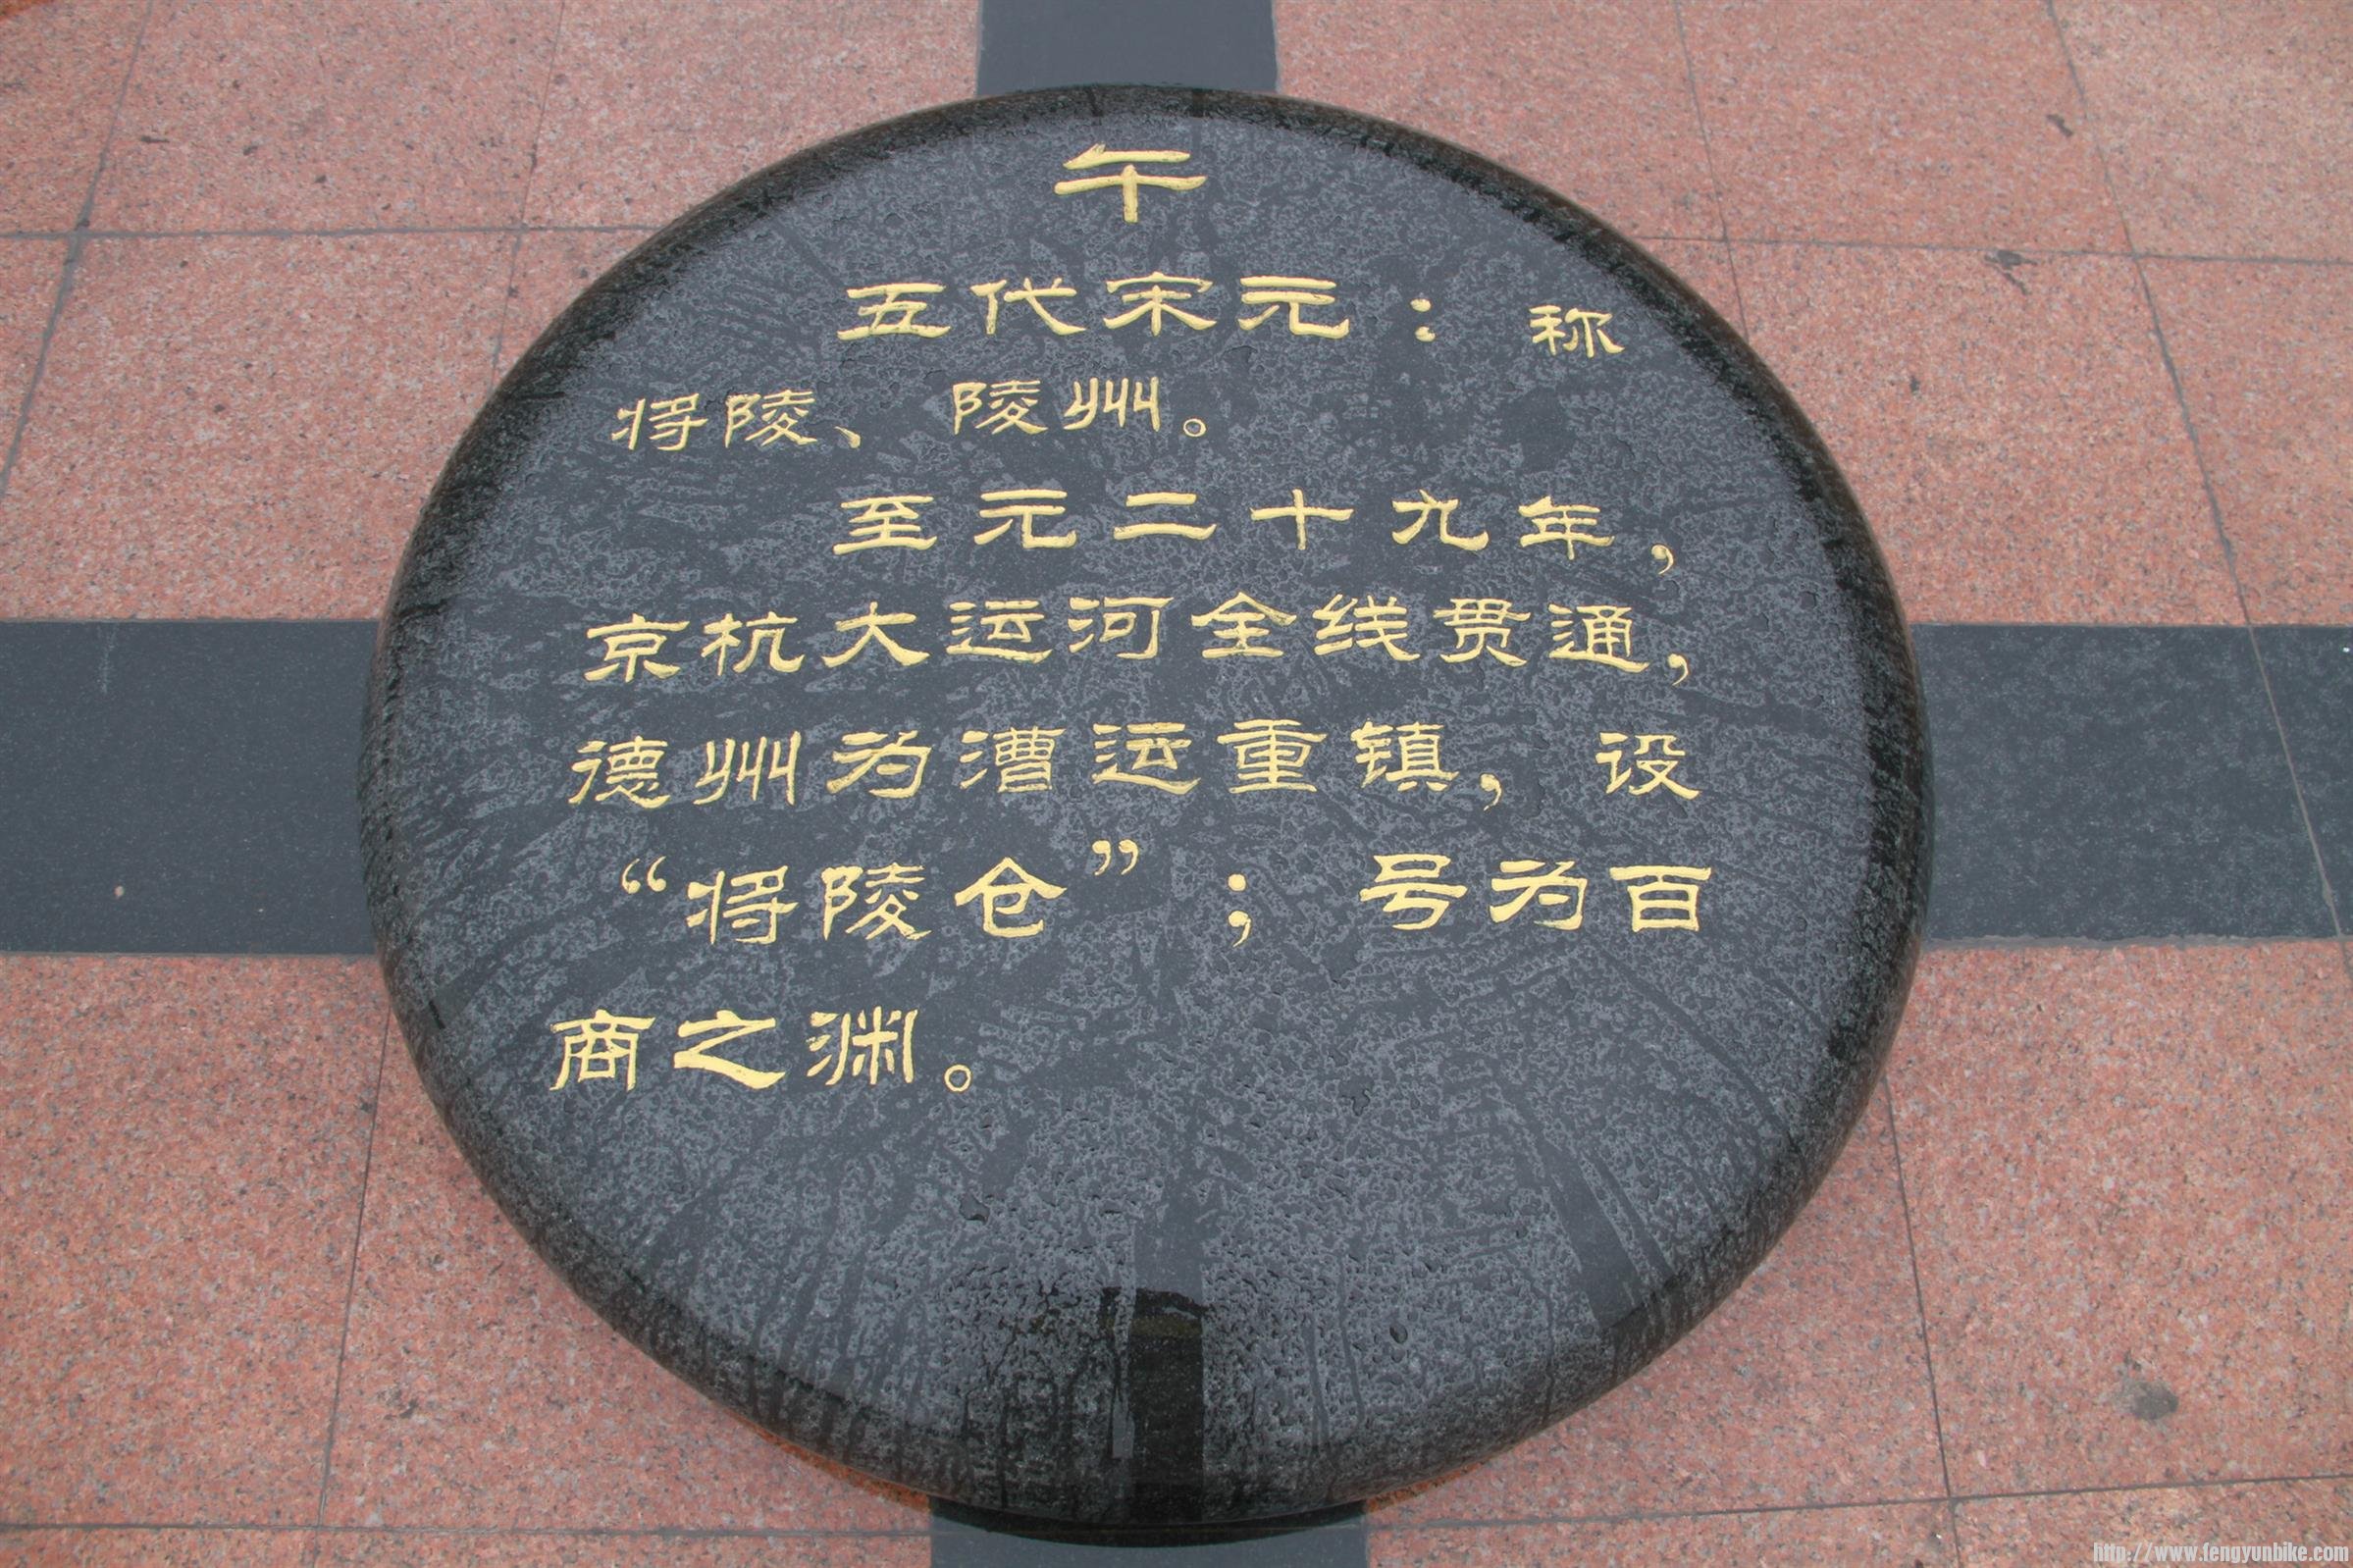 午
五代宋元：称
将陵、陵州。
至元二十九年，
京杭大运河全线贯通，
德州为漕运重镇，设
“将陵仓”；号为百
商之渊。
http://www.fengyunbike.com